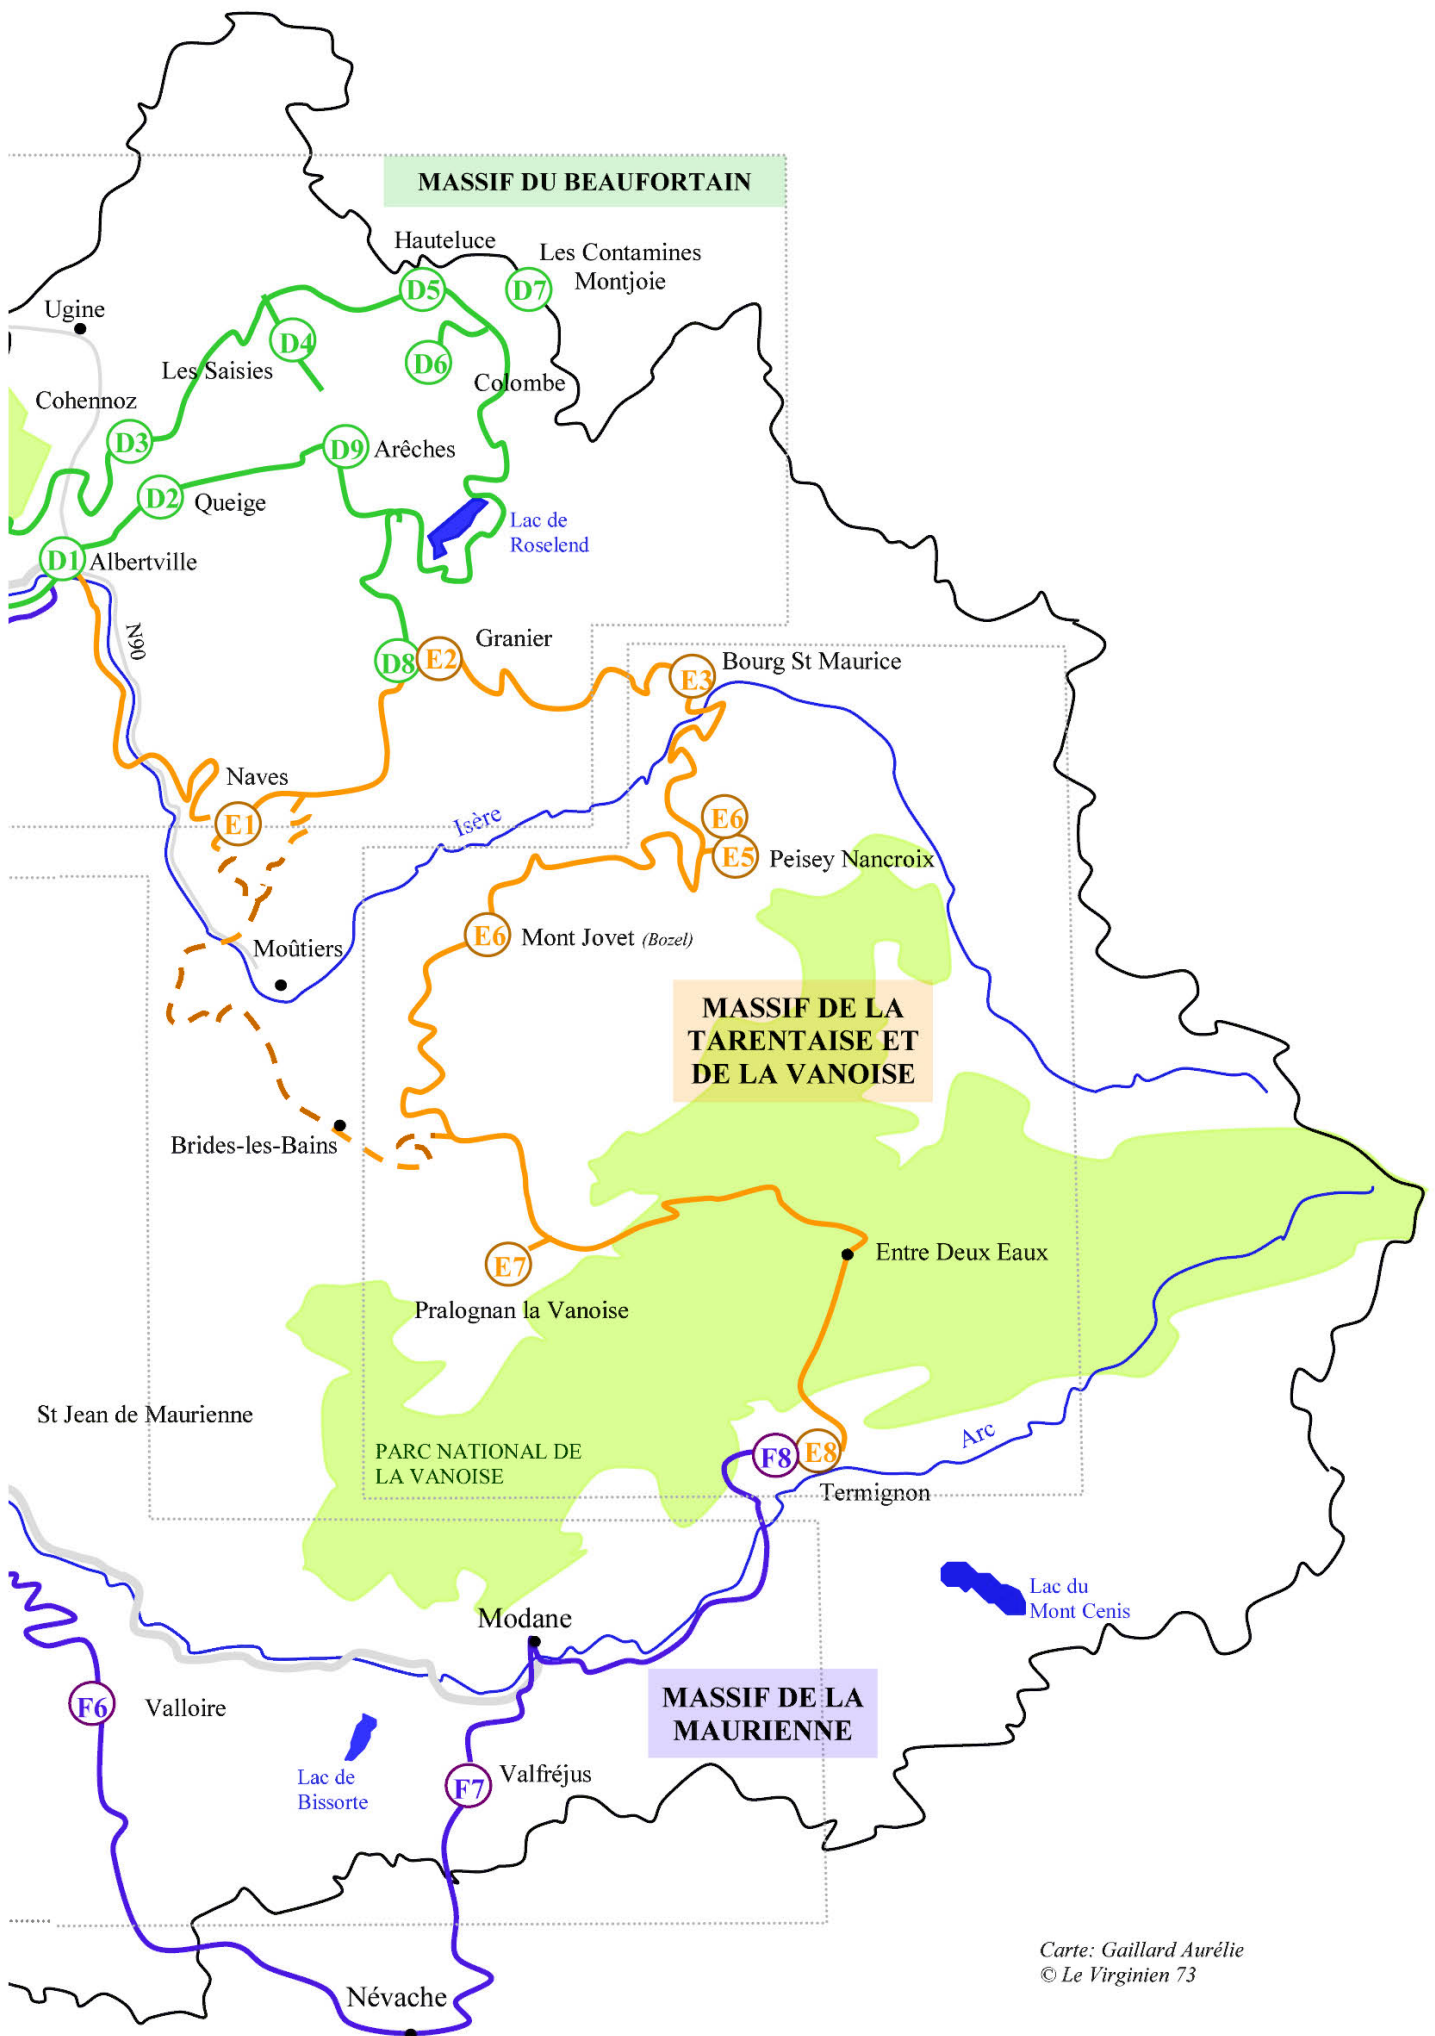 MASSIF DU BEAUFORTAIN
Hauteluce
Les Contamines
Montjoie
D5
D7
Ugine
D4
D6
Les Saisies
Colombe
Cohennoz
D3
D9
Arêches
D2
Queige
Lac de
Roselend
D1
Albertville
N90
Granier
D8
E2
Bourg St Maurice
E3
Naves
E1
Isère
E6
E5
Peisey Nancroix
E6
Mont Jovet (Bozel)
Moûtiers
MASSIF DE LA
TARENTAISE ET
DE LA VANOISE
Brides-les-Bains
Entre Deux Eaux
E7
Pralognan la Vanoise
St Jean de Maurienne
PARC NATIONAL DE
LA VANOISE
Arc
F8
E8
Termignon
Lac du
Mont Cenis
Modane
MASSIF DE LA
MAURIENNE
F6
Valloire
Lac de
Bissorte
F7
Valfréjus
Névache
Carte: Gaillard Aurélie
© Le Virginien 73